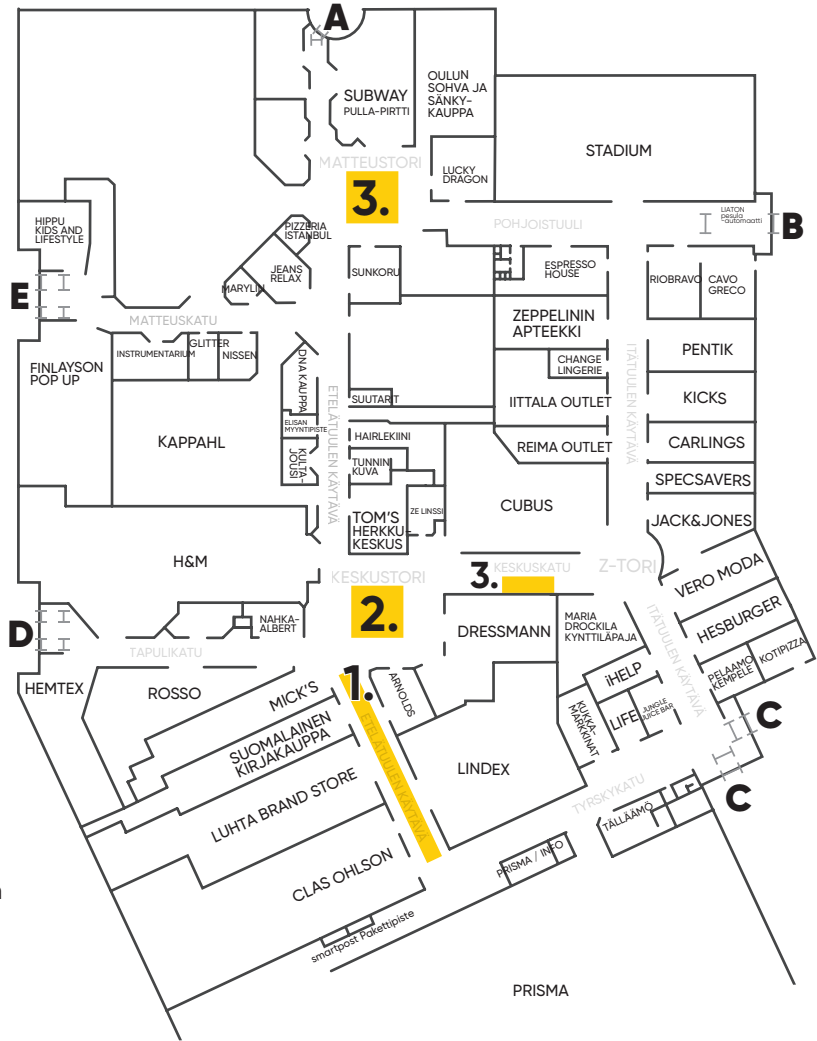 A
SUBWAY
PULLA-PIRTTI
OULUN
SOHVA JA
SÄNKY-
KAUPPA
MATTEUSTORI
3.
LUCKY
DRAGON
STADIUM
LIATON
pesula
-automaatti
B
POHJOISTUULI
HIPPU
KIDS AND
LIFESTYLE
PIZZERIA
ISTANBUL
JEANS
RELAX
MARYLIN
SUNKORU
ESPRESSO
HOUSE
RIOBRAVO
CAVO
GRECO
E
MATTEUSKATU
ZEPPELININ
APTEEKKI
CHANGE
LINGERIE
ITÄTUULEN KÄYTÄVÄ
PENTIK
FINLAYSON
POP UP
INSTRUMENTARIUM
GLITTER
NISSEN
DNA KAUPPA
ETELÄTUULEN KÄYTÄVÄ
SUUTARIT
IITTALA OUTLET
KICKS
KAPPAHL
ELISAN
MYYNTIPISTE
KULTA-
JOUSI
HAIRLEKIINI
TUNNIN
KUVA
REIMA OUTLET
CARLINGS
SPECSAVERS
TOM'S
HERKKU-
KESKUS
ZE LINSSI
CUBUS
JACK&JONES
H&M
KESKUSTORI
2.
3.
KESKUSKATU
Z-TORI
VERO MODA
HESBURGER
PELAAMO
KEMPELE
KOTIPIZZA
D
NAHKA-
ALBERT
TAPULIKATU
DRESSMANN
MARIA
DROCKILA
KYNTTILÄPAJA
ITÄTUULEN KÄYTÄVÄ
HEMTEX
ROSSO
MICK'S
1.
ARNOLDS
iHELP
LIFE
JUNGLE
JUICE BAR
KUKKA-
MARKKINAT
SUOMALAINEN
KIRJAKAUPPA
ETELÄTUULEN KÄYTÄVÄ
LUHTA BRAND STORE
LINDEX
TYRSKYKATU
C
C
TÄLLÄÄMÖ
CLAS OHLSON
PRISMA / INFO
smartpost Pakettipiste
PRISMA